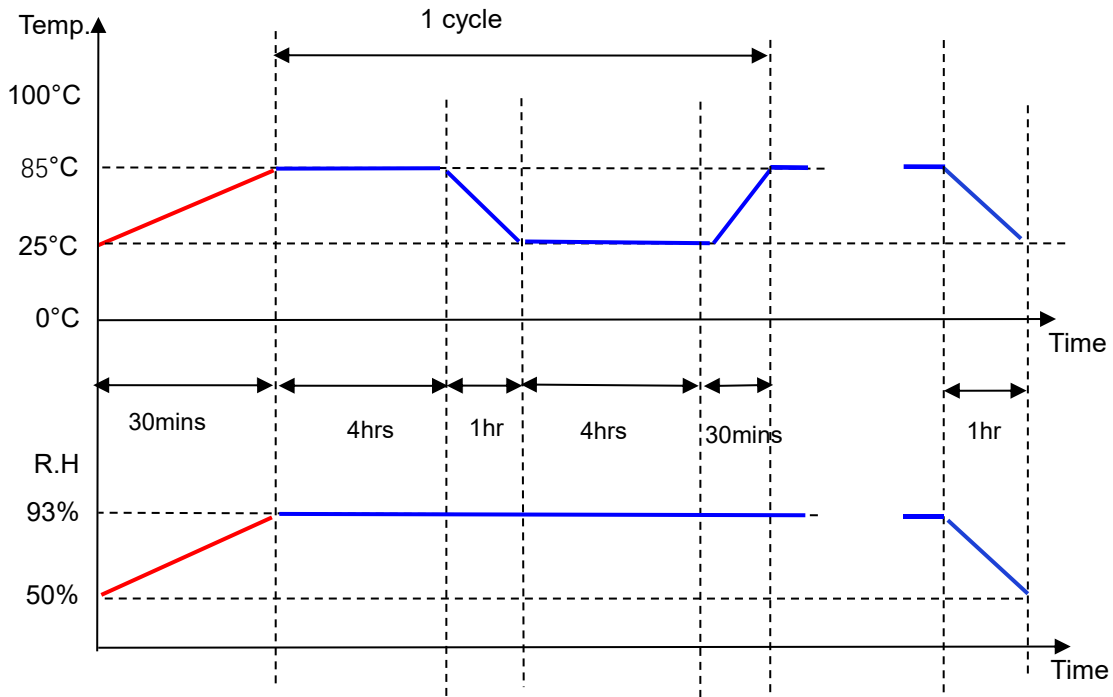 1 cycle
Temp.
100°C
85°C
25°C
0°C
Time
30mins
4hrs
1hr
4hrs
30mins
1hr
R.H
93%
50%
Time